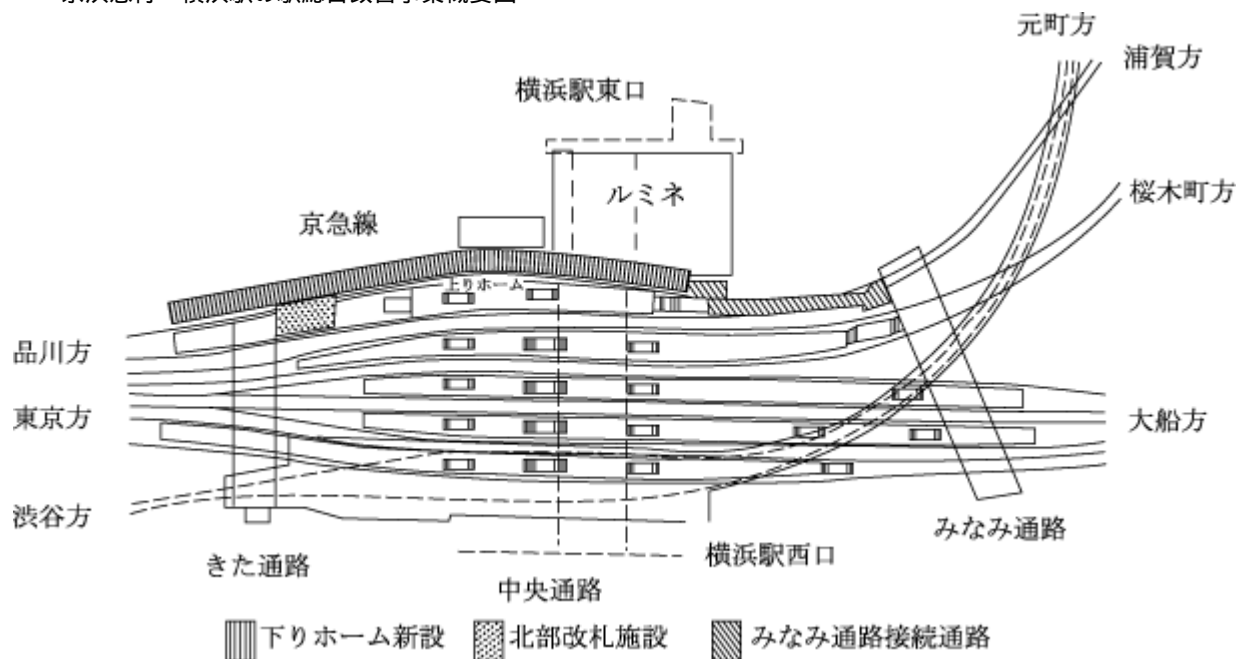 元町方
浦賀方
横浜駅東口
ルミネ
桜木町方
京急線
上りホーム
品川方
東京方
大船方
渋谷方
みなみ通路
横浜駅西口
きた通路
中央通路
下りホーム新設
北部改札施設
みなみ通路接続通路